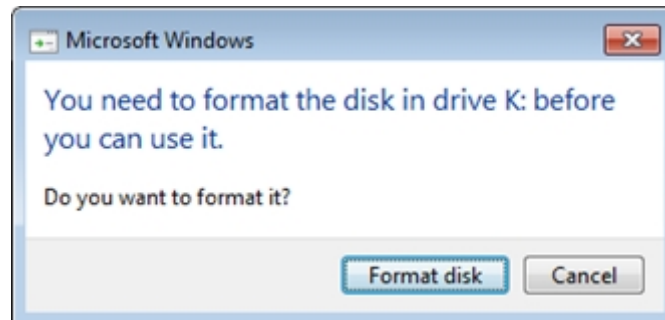 Microsoft Windows
You need to format the disk in drive K: before
you can use it.
Do you want to format it?
Format disk
Cancel